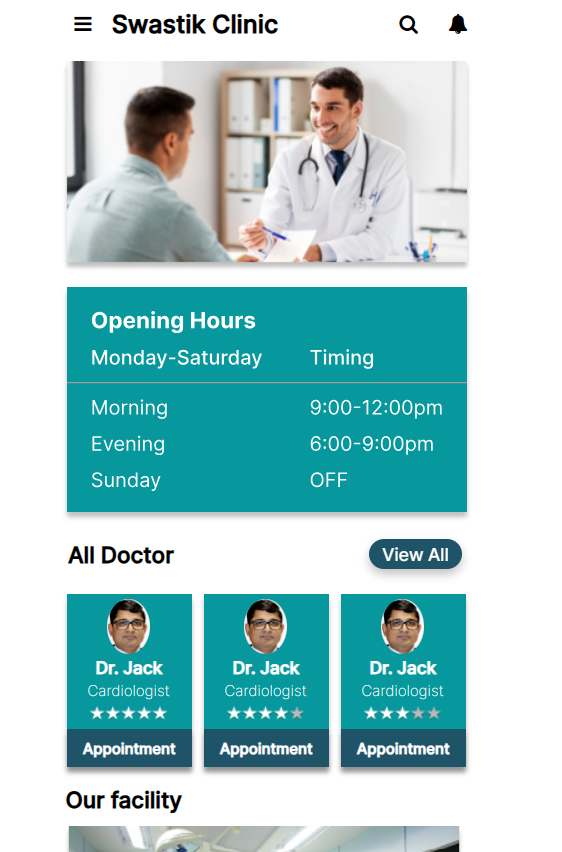 Swastik Clinic
Opening Hours
Monday-Saturday Timing
Morning 9:00-12:00pm
Evening 6:00-9:00pm
Sunday OFF
All Doctor View All
Dr. Jack Dr. Jack Dr. Jack
Cardiologist Cardiologist Cardiologist
Appointment Appointment Appointment
Our facility